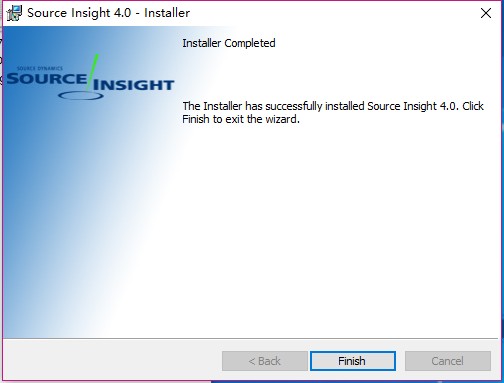 Source Insight 4.0 - Installer
Installer Completed
SOURCE DYNAMICS
SOURCE INSIGHT
The Installer has successfully installed Source Insight 4.0. Click
Finish to exit the wizard.
< Back
Finish
Cancel